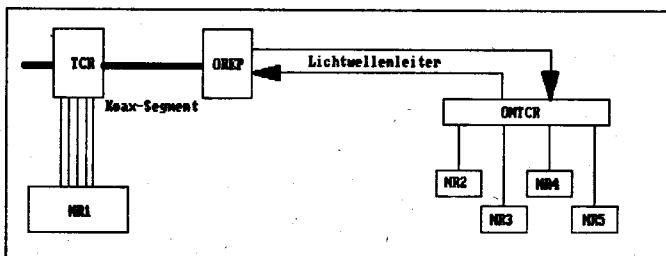 TCR
OREP
Lichtwellenleiter
Koax-Segment
OMTCR
MR1
MR2
MR3
MR4
MR5